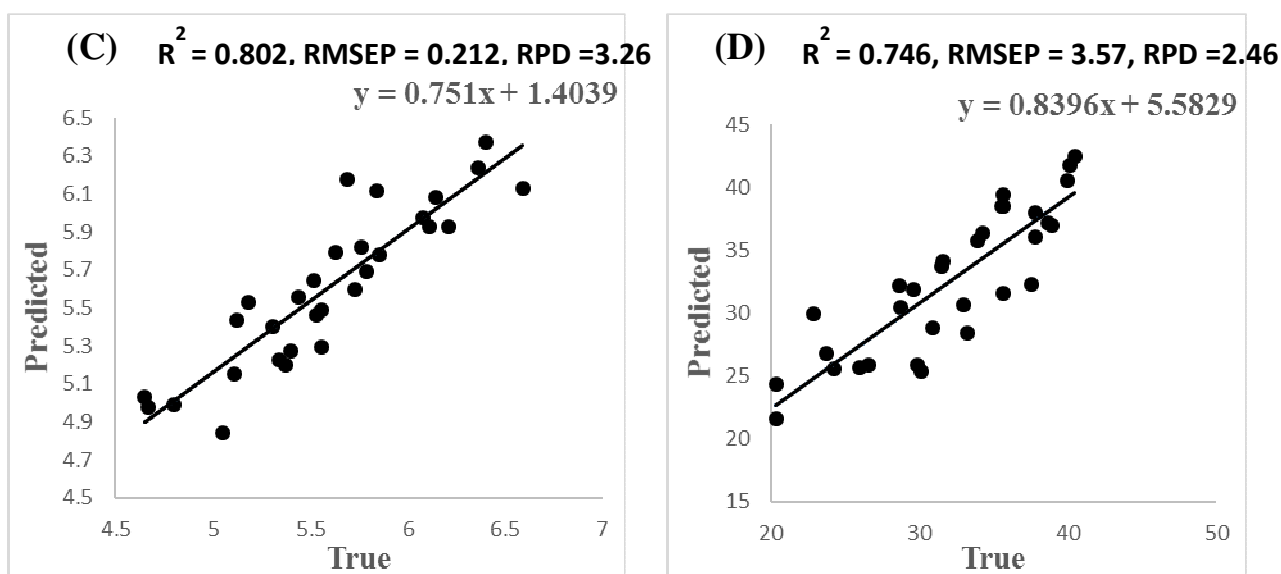 (C) R² = 0.802, RMSEP = 0.212, RPD =3.26
y = 0.751x + 1.4039
6.5
6.3
6.1
5.9
5.7
5.5
5.3
5.1
4.9
4.7
4.5
Predicted
4.5 5 5.5 6 6.5 7
True
(D) R² = 0.746, RMSEP = 3.57, RPD =2.46
y = 0.8396x + 5.5829
45
40
35
30
25
20
15
Predicted
20 30 40 50
True